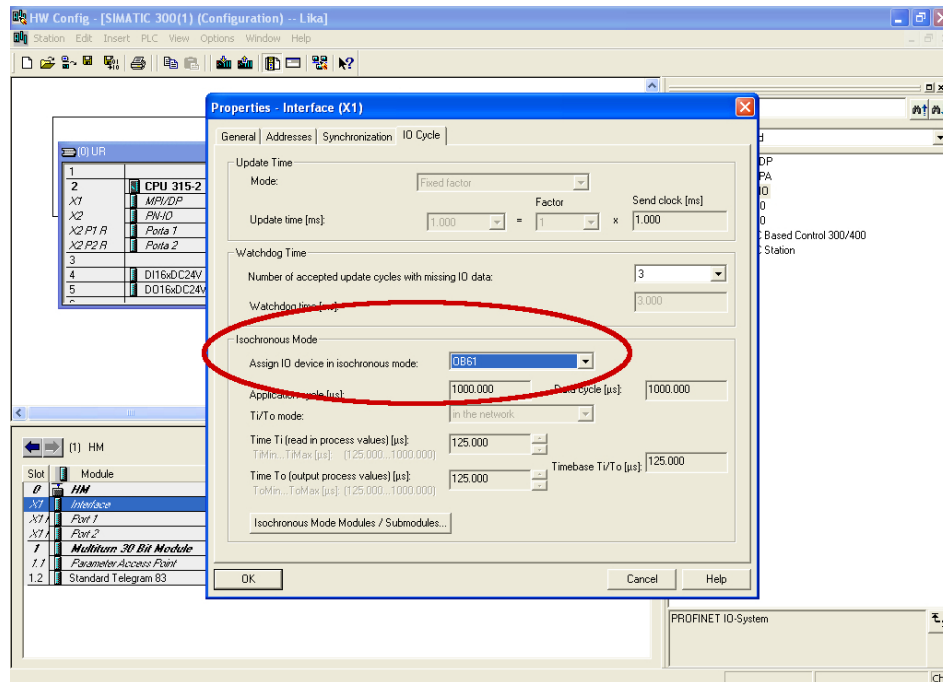 HW Config - [SIMATIC 300(1) (Configuration) -- Lika]
Station Edit Insert PLC View Options Window Help
(0) UR
1
2 CPU 315-2
X1 MPI/DP
X2 PN-IO
X2 P1 R Porta 1
X2 P2 R Porta 2
3
4 DI16xDC24V
5 DO16xDC24V
Properties - Interface (X1)
General Addresses Synchronization IO Cycle
Update Time
Mode: Fixed factor
Factor Send clock [ms]
Update time [ms]: 1.000 = 1 x 1.000
Watchdog Time
Number of accepted update cycles with missing IO data: 3
Watchdog time [ms]: 3.000
Isochronous Mode
Assign IO device in isochronous mode: OB61
Application cycle [µs]: 1000.000 Data cycle [µs]: 1000.000
Ti/To mode: in the network
Time Ti (read in process values) [µs]: 125.000
TiMin...TiMax [µs]: (125.000...1000.000)
Timebase Ti/To [µs]: 125.000
Time To (output process values) [µs]: 125.000
ToMin...ToMax [µs]: (125.000...1000.000)
Isochronous Mode Modules / Submodules...
OK Cancel Help
DP
PA
IO
0
0
Based Control 300/400
Station
(1) HM
Slot Module
0 HM
X1 Interface
X1 Port 1
X1 Port 2
1 Multiturn 30 Bit Module
1.1 Parameter Access Point
1.2 Standard Telegram 83
PROFINET IO-System